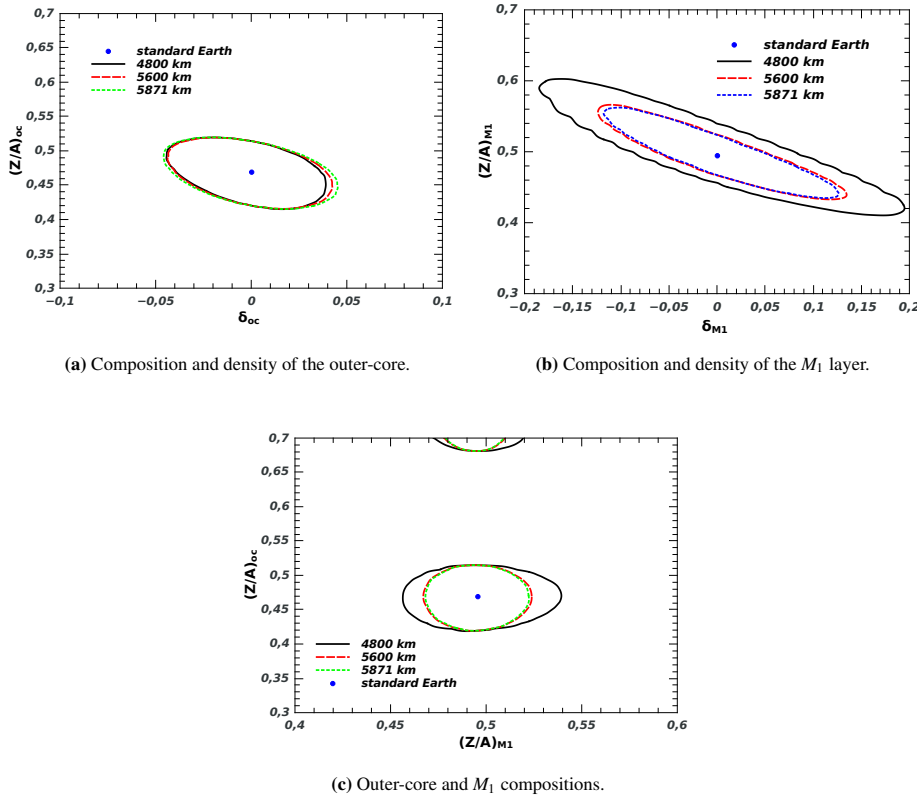 0,7
0,65
0,6
0,55
0,5
0,45
0,4
0,35
0,3
(Z/A)oc
standard Earth
4800 km
5600 km
5871 km
−0,1 −0,05 0 0,05 0,1
δoc
(a) Composition and density of the outer-core.
0,7
0,6
0,5
0,4
0,3
(Z/A)M1
standard Earth
4800 km
5600 km
5871 km
−0,2 −0,15 −0,1 −0,05 0 0,05 0,1 0,15 0,2
δM1
(b) Composition and density of the M1 layer.
0,7
0,65
0,6
0,55
0,5
0,45
0,4
0,35
0,3
(Z/A)oc
4800 km
5600 km
5871 km
standard Earth
0,4 0,45 0,5 0,55 0,6
(Z/A)M1
(c) Outer-core and M1 compositions.